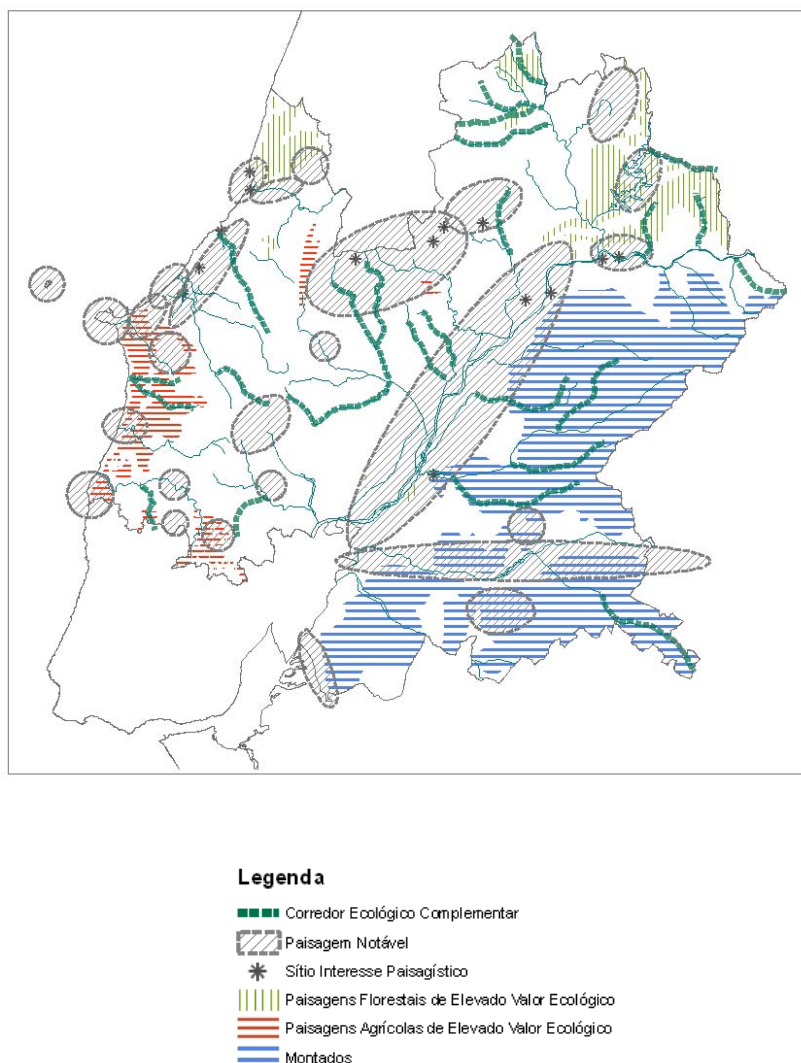 Legenda
Corredor Ecológico Complementar
Paisagem Notável
Sítio Interesse Paisagístico
Paisagens Florestais de Elevado Valor Ecológico
Paisagens Agrícolas de Elevado Valor Ecológico
Montados